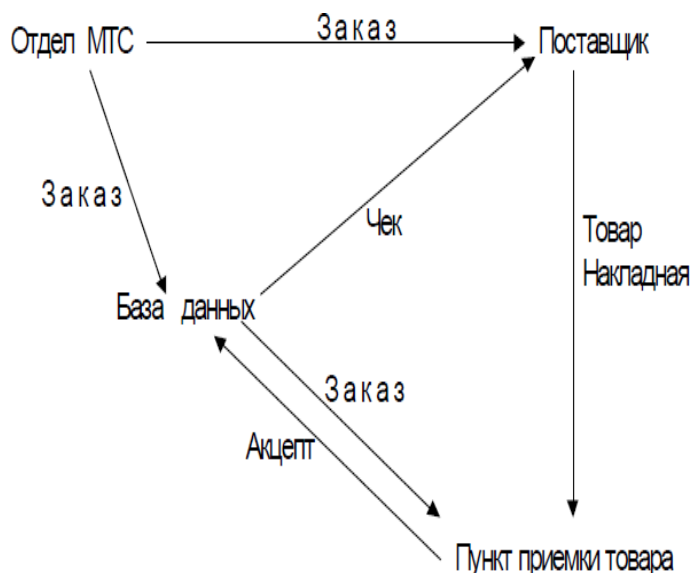 Отдел МТС
Заказ
Поставщик
Заказ
Чек
Товар
Накладная
База данных
Заказ
Акцепт
Пункт приемки товара